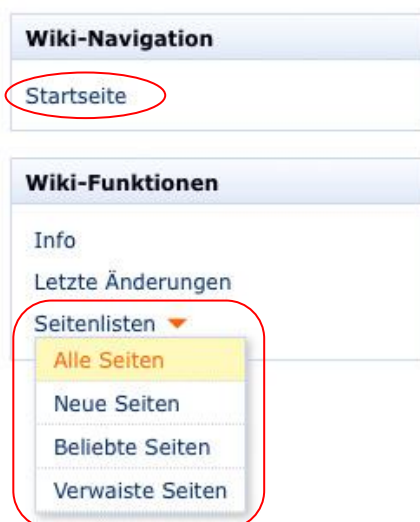 Wiki-Navigation
Startseite
Wiki-Funktionen
Info
Letzte Änderungen
Seitenlisten
Alle Seiten
Neue Seiten
Beliebte Seiten
Verwaiste Seiten